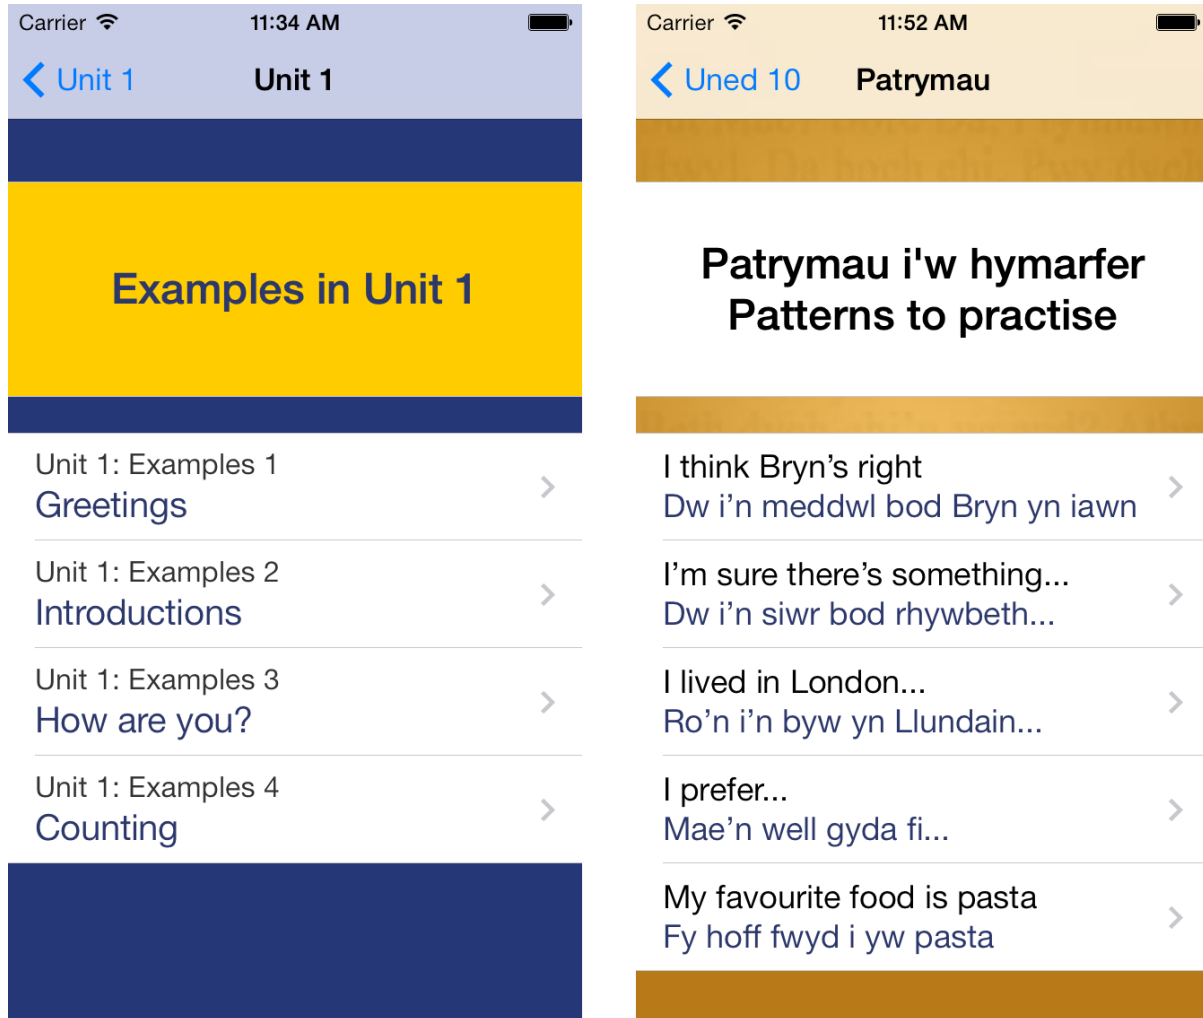 Carrier 11:34 AM
Unit 1 Unit 1
Examples in Unit 1
Unit 1: Examples 1
Greetings
Unit 1: Examples 2
Introductions
Unit 1: Examples 3
How are you?
Unit 1: Examples 4
Counting
Carrier 11:52 AM
Uned 10 Patrymau
Patrymau i'w hymarfer
Patterns to practise
I think Bryn’s right
Dw i’n meddwl bod Bryn yn iawn
I’m sure there’s something...
Dw i’n siwr bod rhywbeth...
I lived in London...
Ro’n i’n byw yn Llundain...
I prefer...
Mae’n well gyda fi...
My favourite food is pasta
Fy hoff fwyd i yw pasta